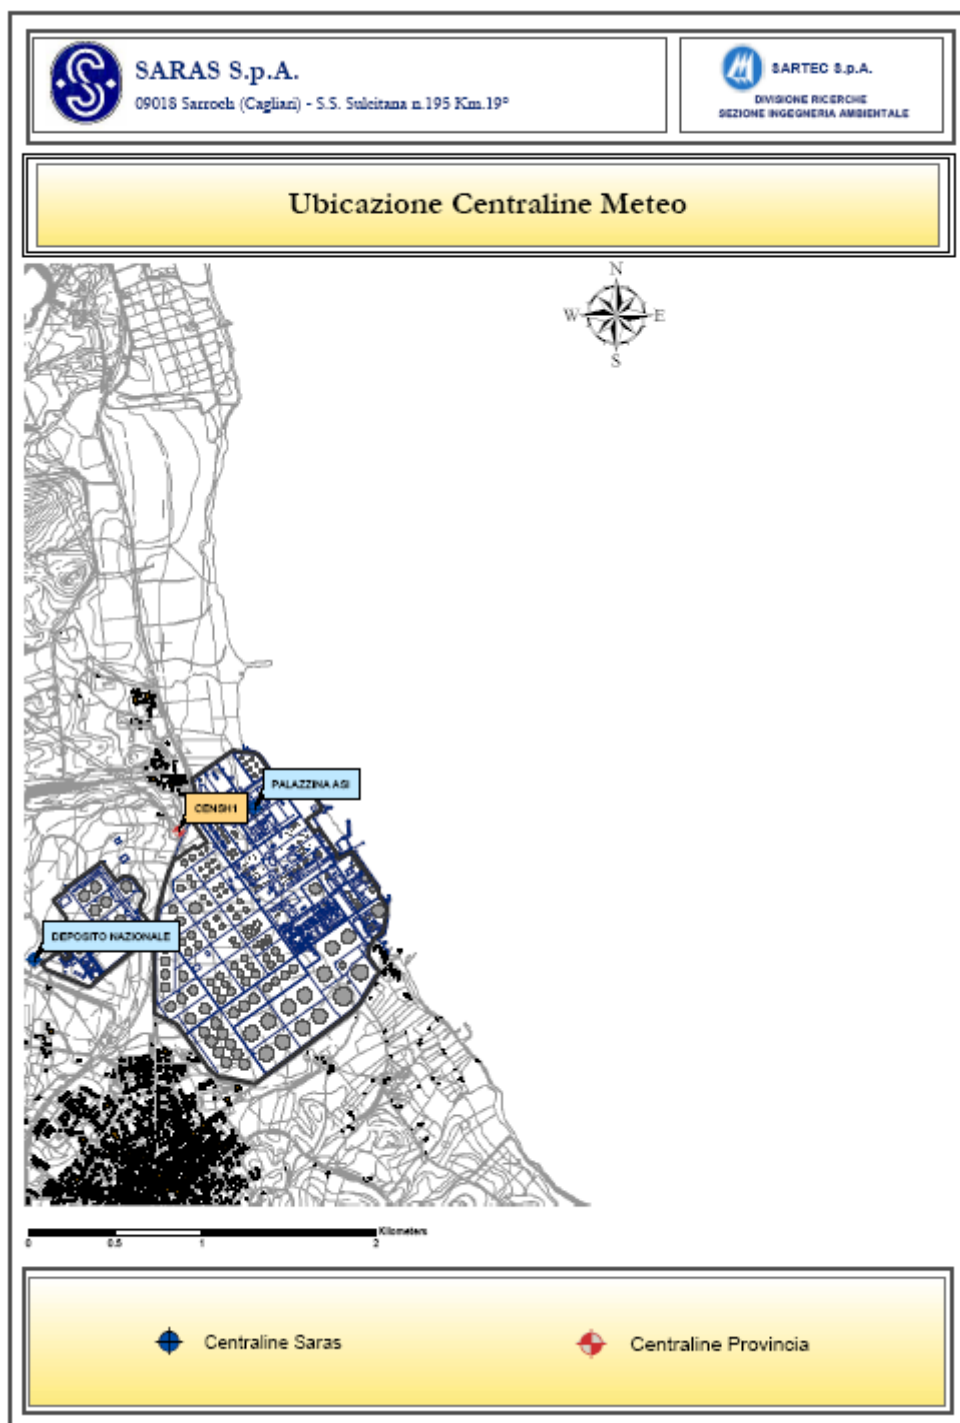 SARAS S.p.A.
09018 Sarroch (Cagliari) - S.S. Sulcitana n.195 Km.19°
SARTEC S.p.A.
DIVISIONE RICERCHE
SEZIONE INGEGNERIA AMBIENTALE
Ubicazione Centraline Meteo
N
W E
S
PALAZZINA ASI
CENSH1
DEPOSITO NAZIONALE
Kilometers
0 0.5 1 2
Centraline Saras
Centraline Provincia